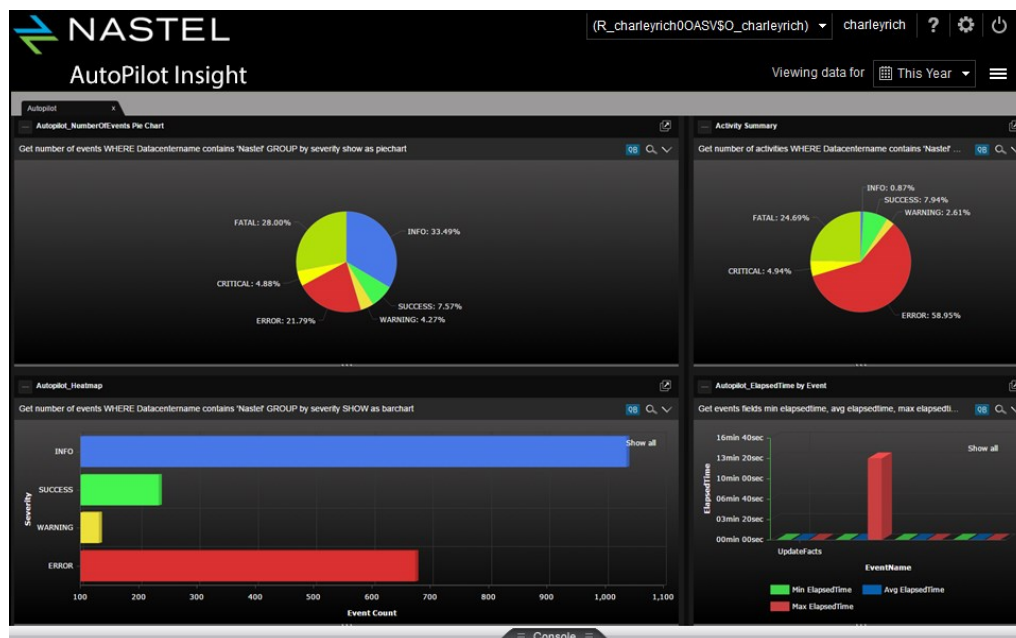 NASTEL
(R_charleyrich0OASV$O_charleyrich)
charleyrich
?
AutoPilot Insight
Viewing data for
This Year
Autopilot
x
Autopilot_NumberOfEvents Pie Chart
Get number of events WHERE Datacentername contains 'Nastel' GROUP by severity show as piechart
QB
FATAL: 28.00%
INFO: 33.49%
CRITICAL: 4.88%
SUCCESS: 7.57%
ERROR: 21.79%
WARNING: 4.27%
Activity Summary
Get number of activities WHERE Datacentername contains 'Nastel' ...
QB
INFO: 0.87%
SUCCESS: 7.94%
WARNING: 2.61%
FATAL: 24.69%
CRITICAL: 4.94%
ERROR: 58.95%
Autopilot_Heatmap
Get number of events WHERE Datacentername contains 'Nastel' GROUP by severity SHOW as barchart
QB
Show all
Severity
INFO
SUCCESS
WARNING
ERROR
100 200 300 400 500 600 700 800 900 1,000 1,100
Event Count
Autopilot_ElapsedTime by Event
Get events fields min elapsedtime, avg elapsedtime, max elapsedti...
QB
Show all
ElapsedTime
16min 40sec
13min 20sec
10min 00sec
06min 40sec
03min 20sec
00min 00sec
UpdateFacts
EventName
Min ElapsedTime Avg ElapsedTime
Max ElapsedTime
Console